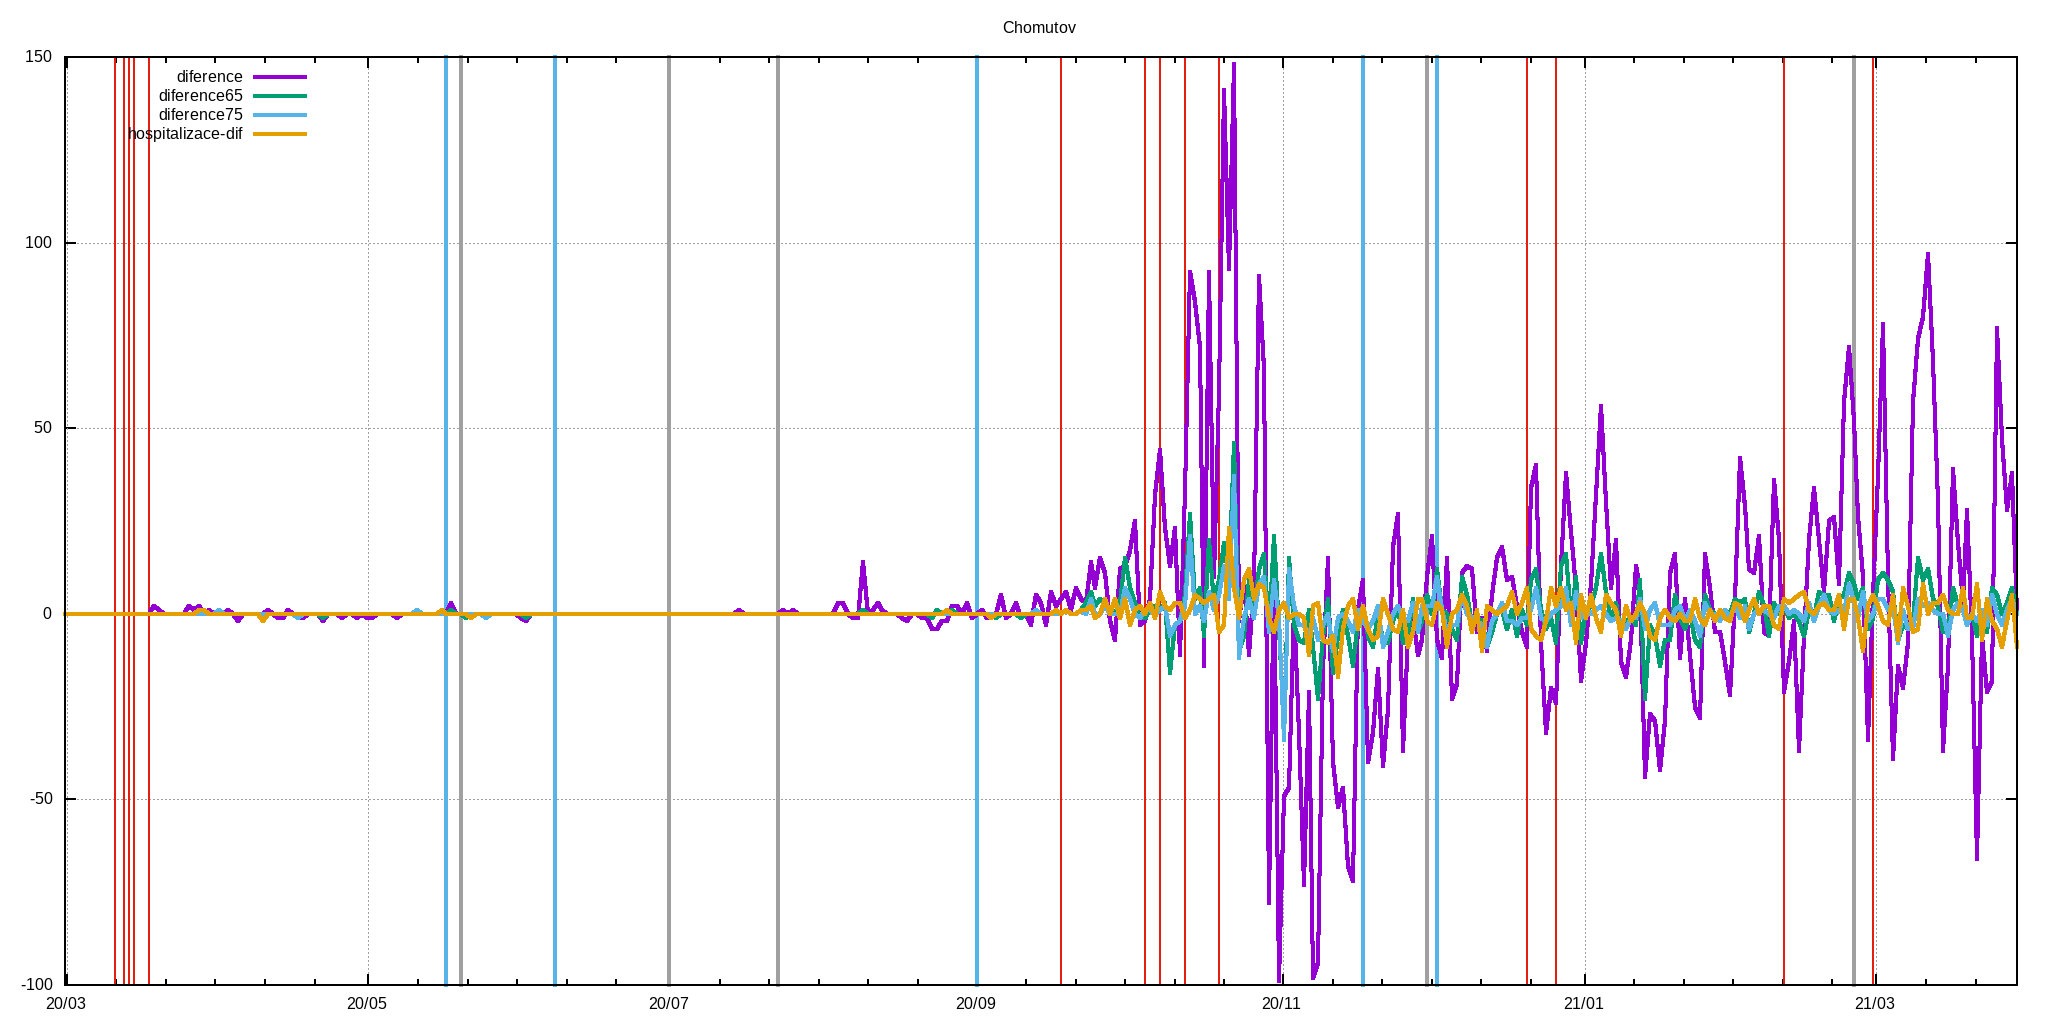 Chomutov
150
diference
diference65
diference75
hospitalizace-dif
100
50
0
-50
-100
20/03 20/05 20/07 20/09 20/11 21/01 21/03